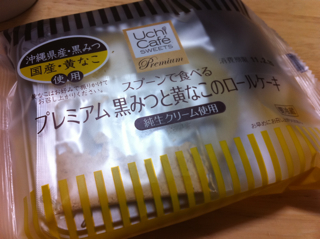 Uchi Café
SWEETS
Premium
沖縄県産・黒みつ
国産・黄なこ
使用
スプーンで食べる
プレミアム 黒みつと黄なこのロールケーキ
純生クリーム使用